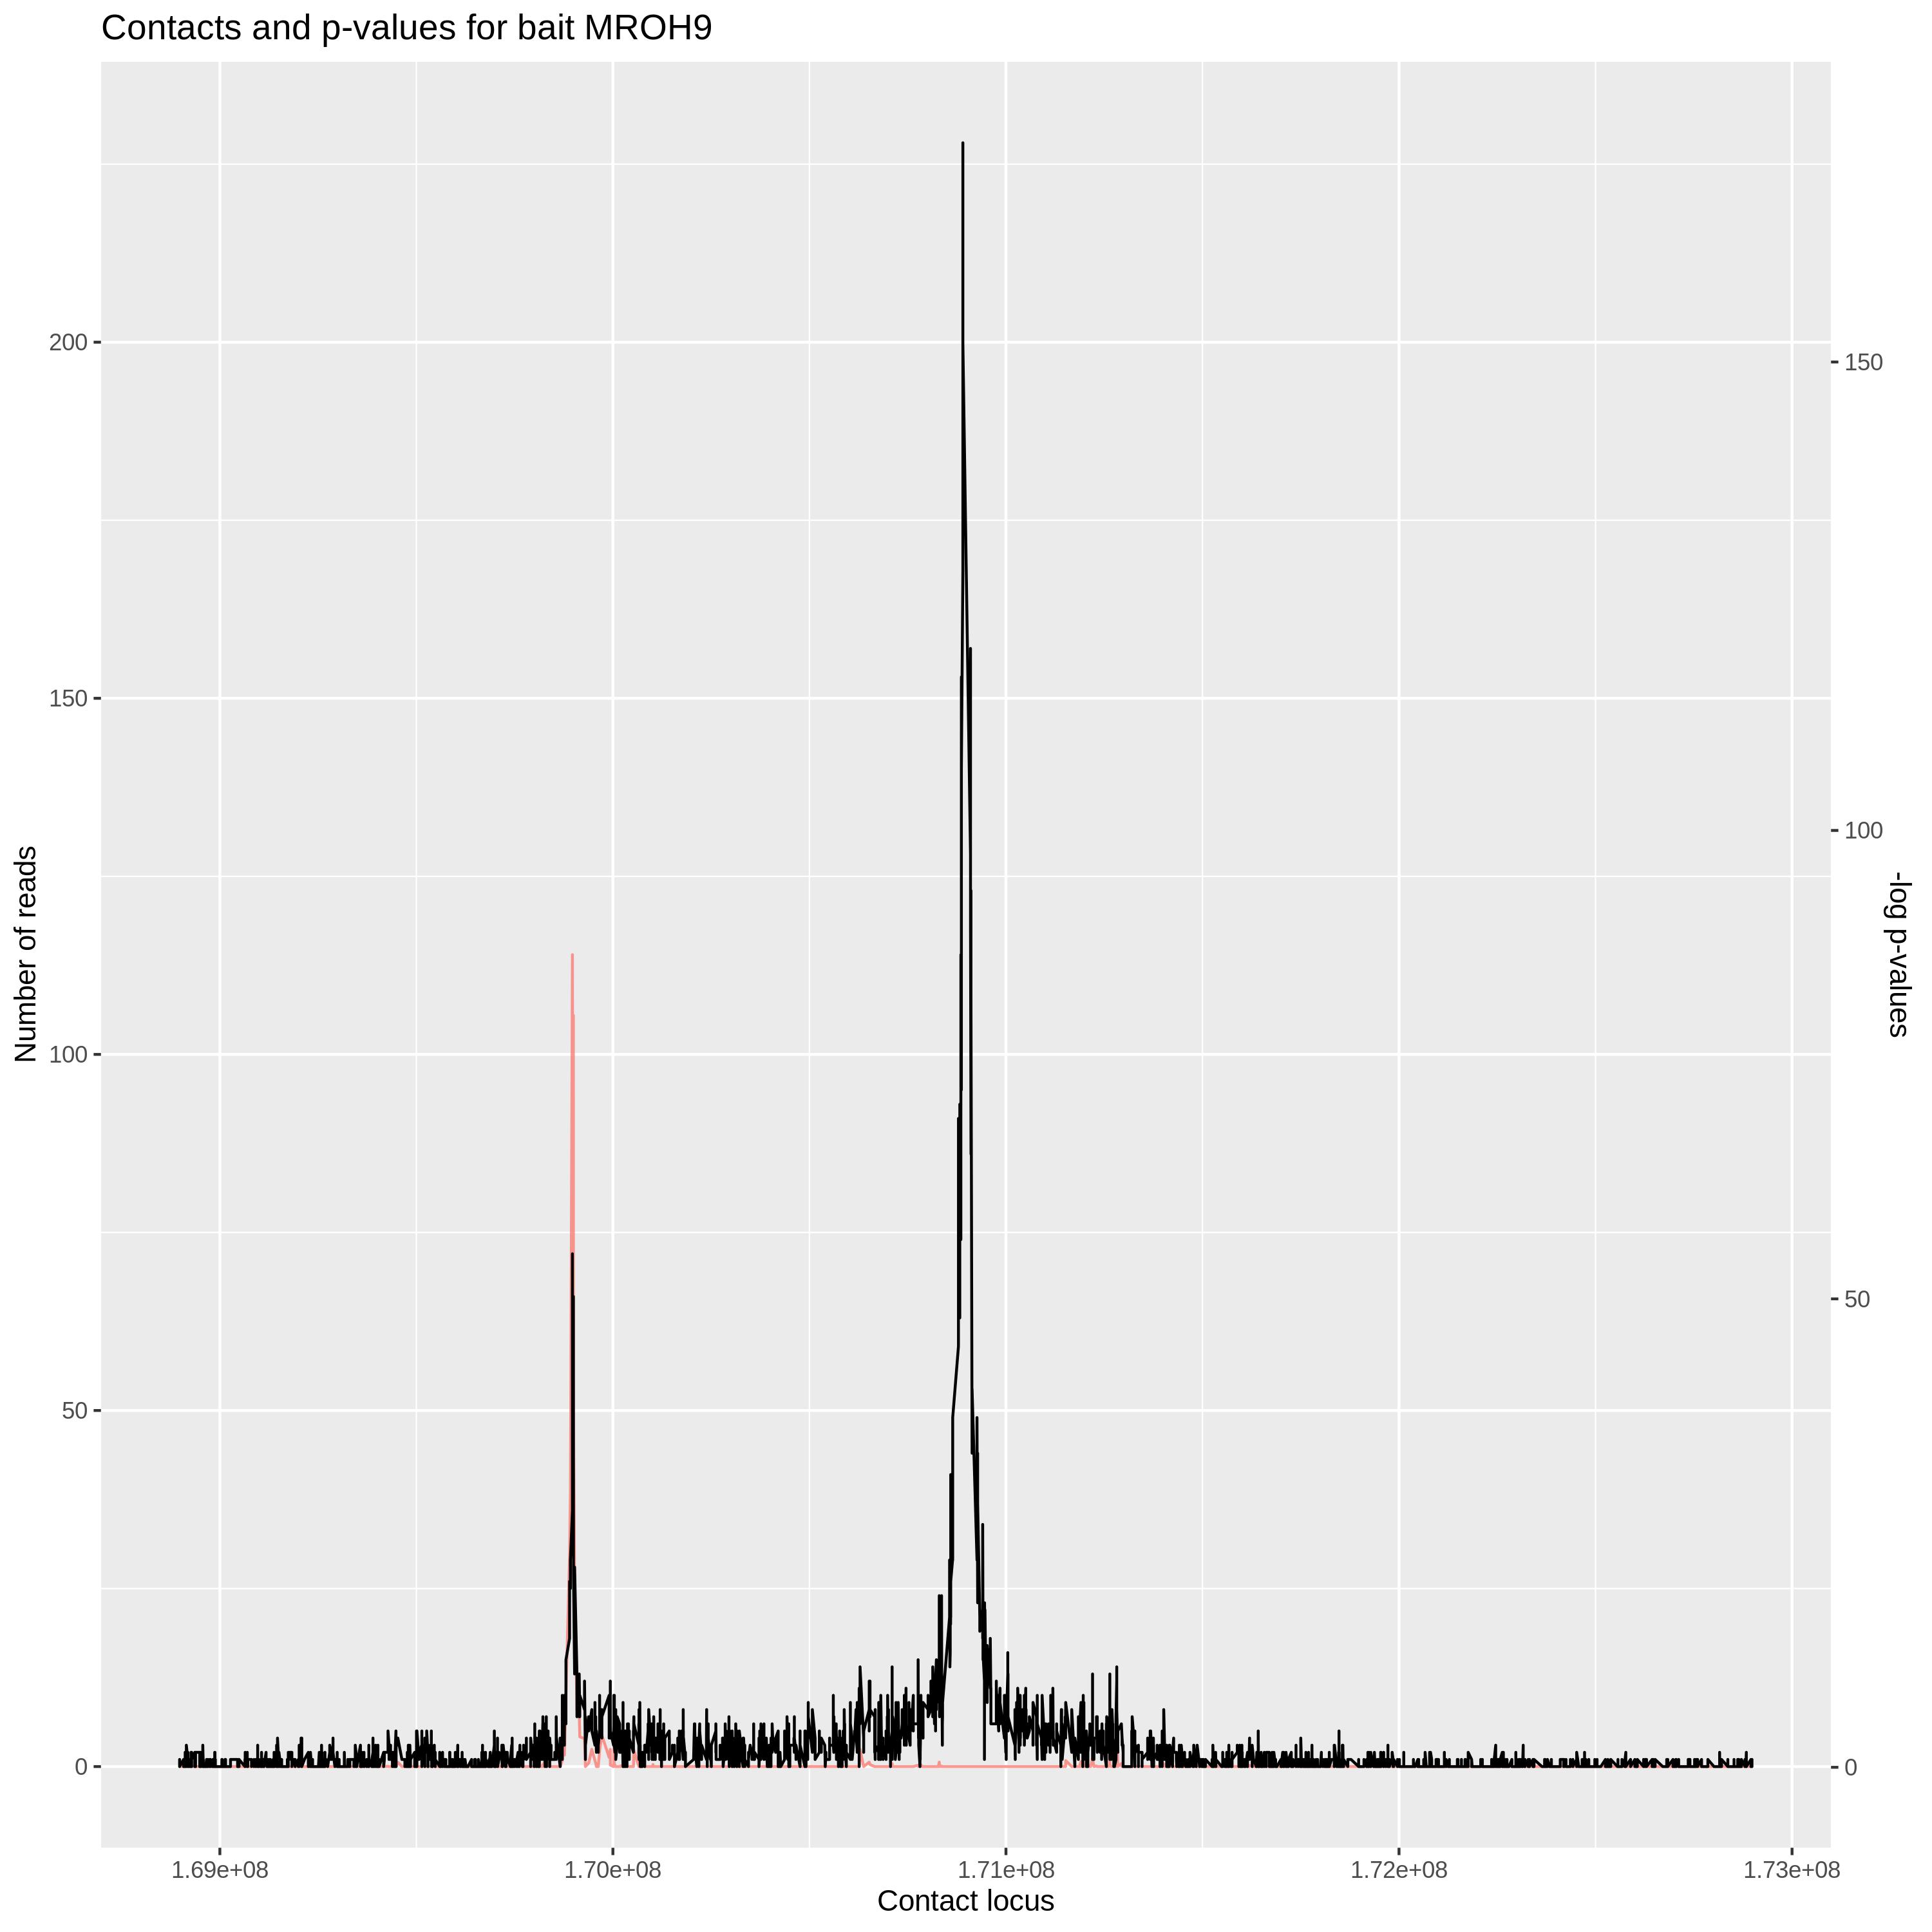 Contacts and p-values for bait MROH9
200
150
100
50
0
Number of reads
150
100
50
0
-log p-values
1.69e+08
1.70e+08
1.71e+08
1.72e+08
1.73e+08
Contact locus